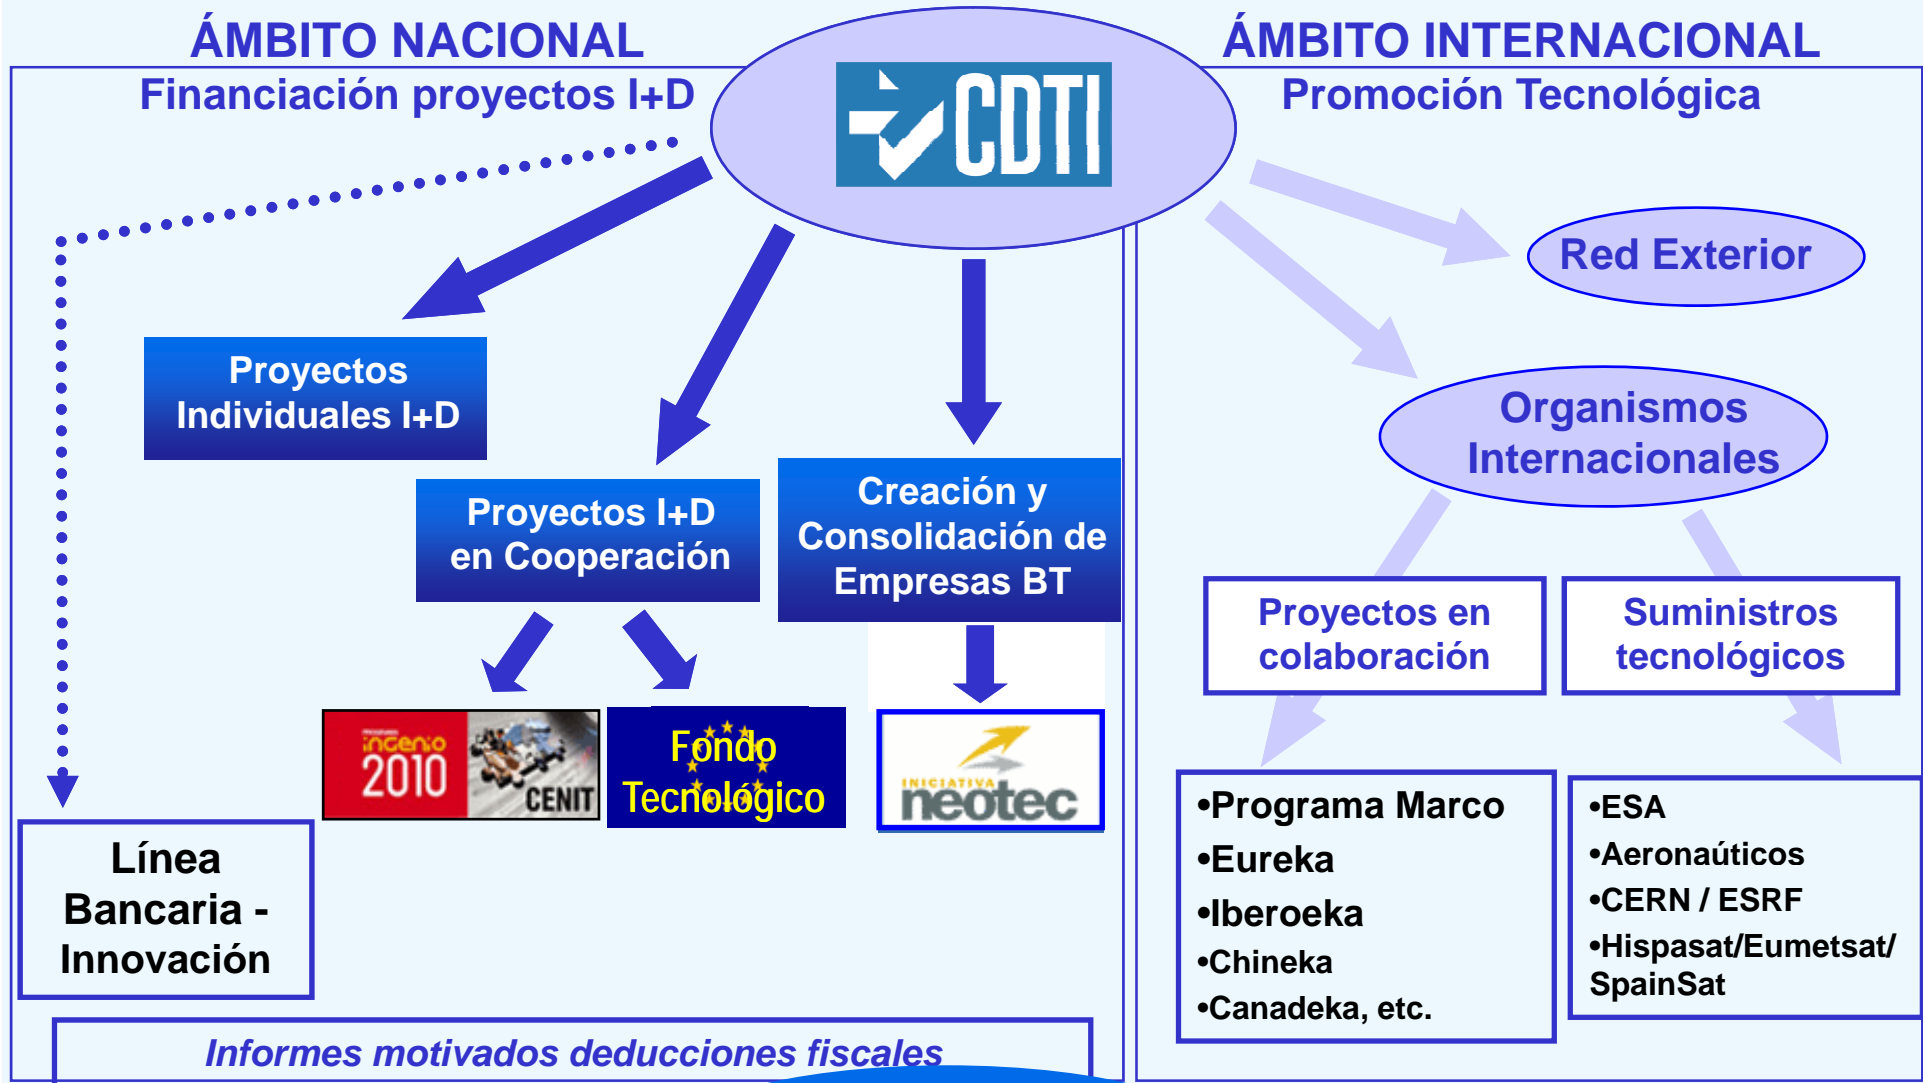 ÁMBITO NACIONAL
Financiación proyectos I+D
CDTI
ÁMBITO INTERNACIONAL
Promoción Tecnológica
Red Exterior
Proyectos
Individuales I+D
Organismos
Internacionales
Proyectos I+D
en Cooperación
Creación y
Consolidación de
Empresas BT
Proyectos en
colaboración
Suministros
tecnológicos
PROGRAMA
ingenio
2010
CENIT
Fondo
Tecnológico
INICIATIVA
neotec
Línea
Bancaria -
Innovación
•Programa Marco
•Eureka
•Iberoeka
•Chineka
•Canadeka, etc.
•ESA
•Aeronaúticos
•CERN / ESRF
•Hispasat/Eumetsat/
SpainSat
Informes motivados deducciones fiscales